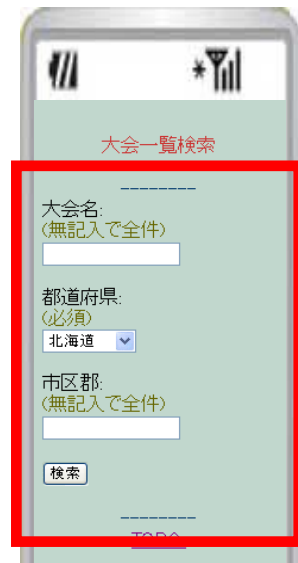 大会一覧検索
--------
大会名:
(無記入で全件)
都道府県:
(必須)
北海道
市区郡:
(無記入で全件)
検索
--------